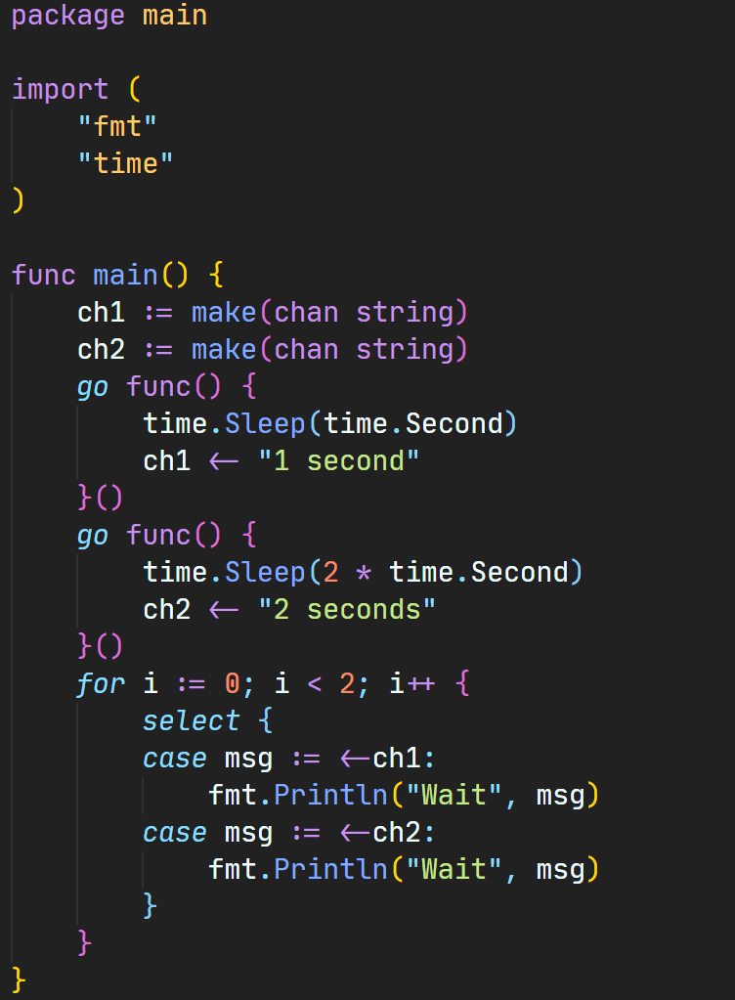 package main
import (
"fmt"
"time"
)
func main() {
ch1 := make(chan string)
ch2 := make(chan string)
go func() {
time.Sleep(time.Second)
ch1 <- "1 second"
}()
go func() {
time.Sleep(2 * time.Second)
ch2 <- "2 seconds"
}()
for i := 0; i < 2; i++ {
select {
case msg := <-ch1:
fmt.Println("Wait", msg)
case msg := <-ch2:
fmt.Println("Wait", msg)
}
}
}